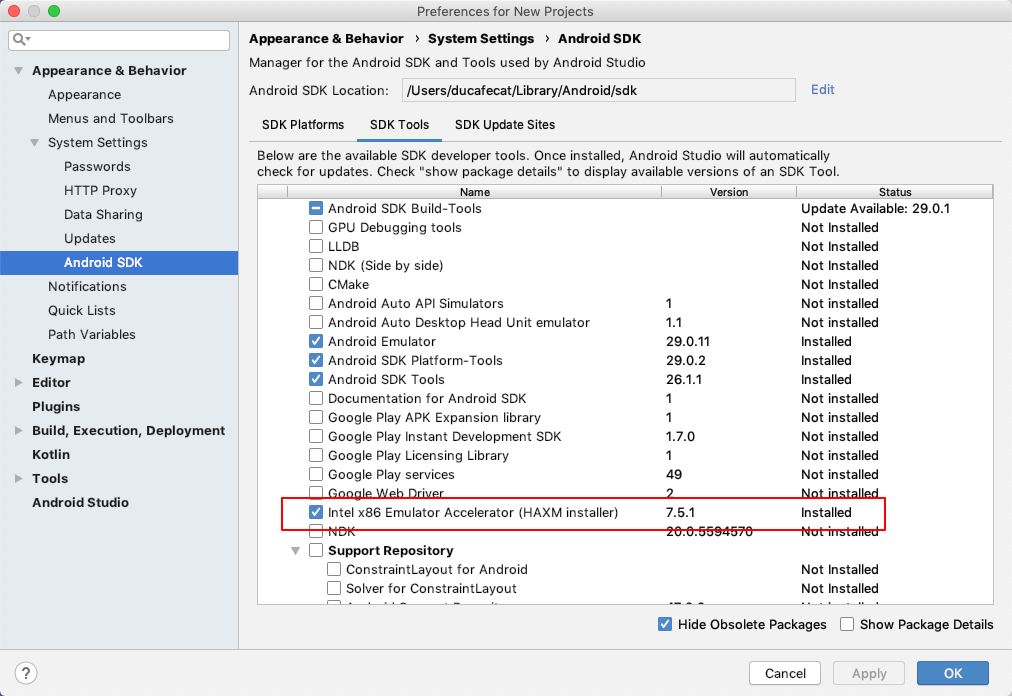 Preferences for New Projects
Appearance & Behavior
Appearance
Menus and Toolbars
System Settings
Passwords
HTTP Proxy
Data Sharing
Updates
Android SDK
Notifications
Quick Lists
Path Variables
Keymap
Editor
Plugins
Build, Execution, Deployment
Kotlin
Tools
Android Studio
Appearance & Behavior › System Settings › Android SDK
Manager for the Android SDK and Tools used by Android Studio
Android SDK Location: /Users/ducafecat/Library/Android/sdk Edit
SDK Platforms SDK Tools SDK Update Sites
Below are the available SDK developer tools. Once installed, Android Studio will automatically
check for updates. Check "show package details" to display available versions of an SDK Tool.
Name Version Status
Android SDK Build-Tools Update Available: 29.0.1
GPU Debugging tools Not Installed
LLDB Not Installed
NDK (Side by side) Not Installed
CMake Not Installed
Android Auto API Simulators 1 Not installed
Android Auto Desktop Head Unit emulator 1.1 Not installed
Android Emulator 29.0.11 Installed
Android SDK Platform-Tools 29.0.2 Installed
Android SDK Tools 26.1.1 Installed
Documentation for Android SDK 1 Not installed
Google Play APK Expansion library 1 Not installed
Google Play Instant Development SDK 1.7.0 Not installed
Google Play Licensing Library 1 Not installed
Google Play services 49 Not installed
Google Web Driver 2 Not installed
Intel x86 Emulator Accelerator (HAXM installer) 7.5.1 Installed
NDK 20.0.5594570 Not installed
Support Repository
ConstraintLayout for Android Not Installed
Solver for ConstraintLayout Not Installed
Hide Obsolete Packages Show Package Details
? Cancel Apply OK